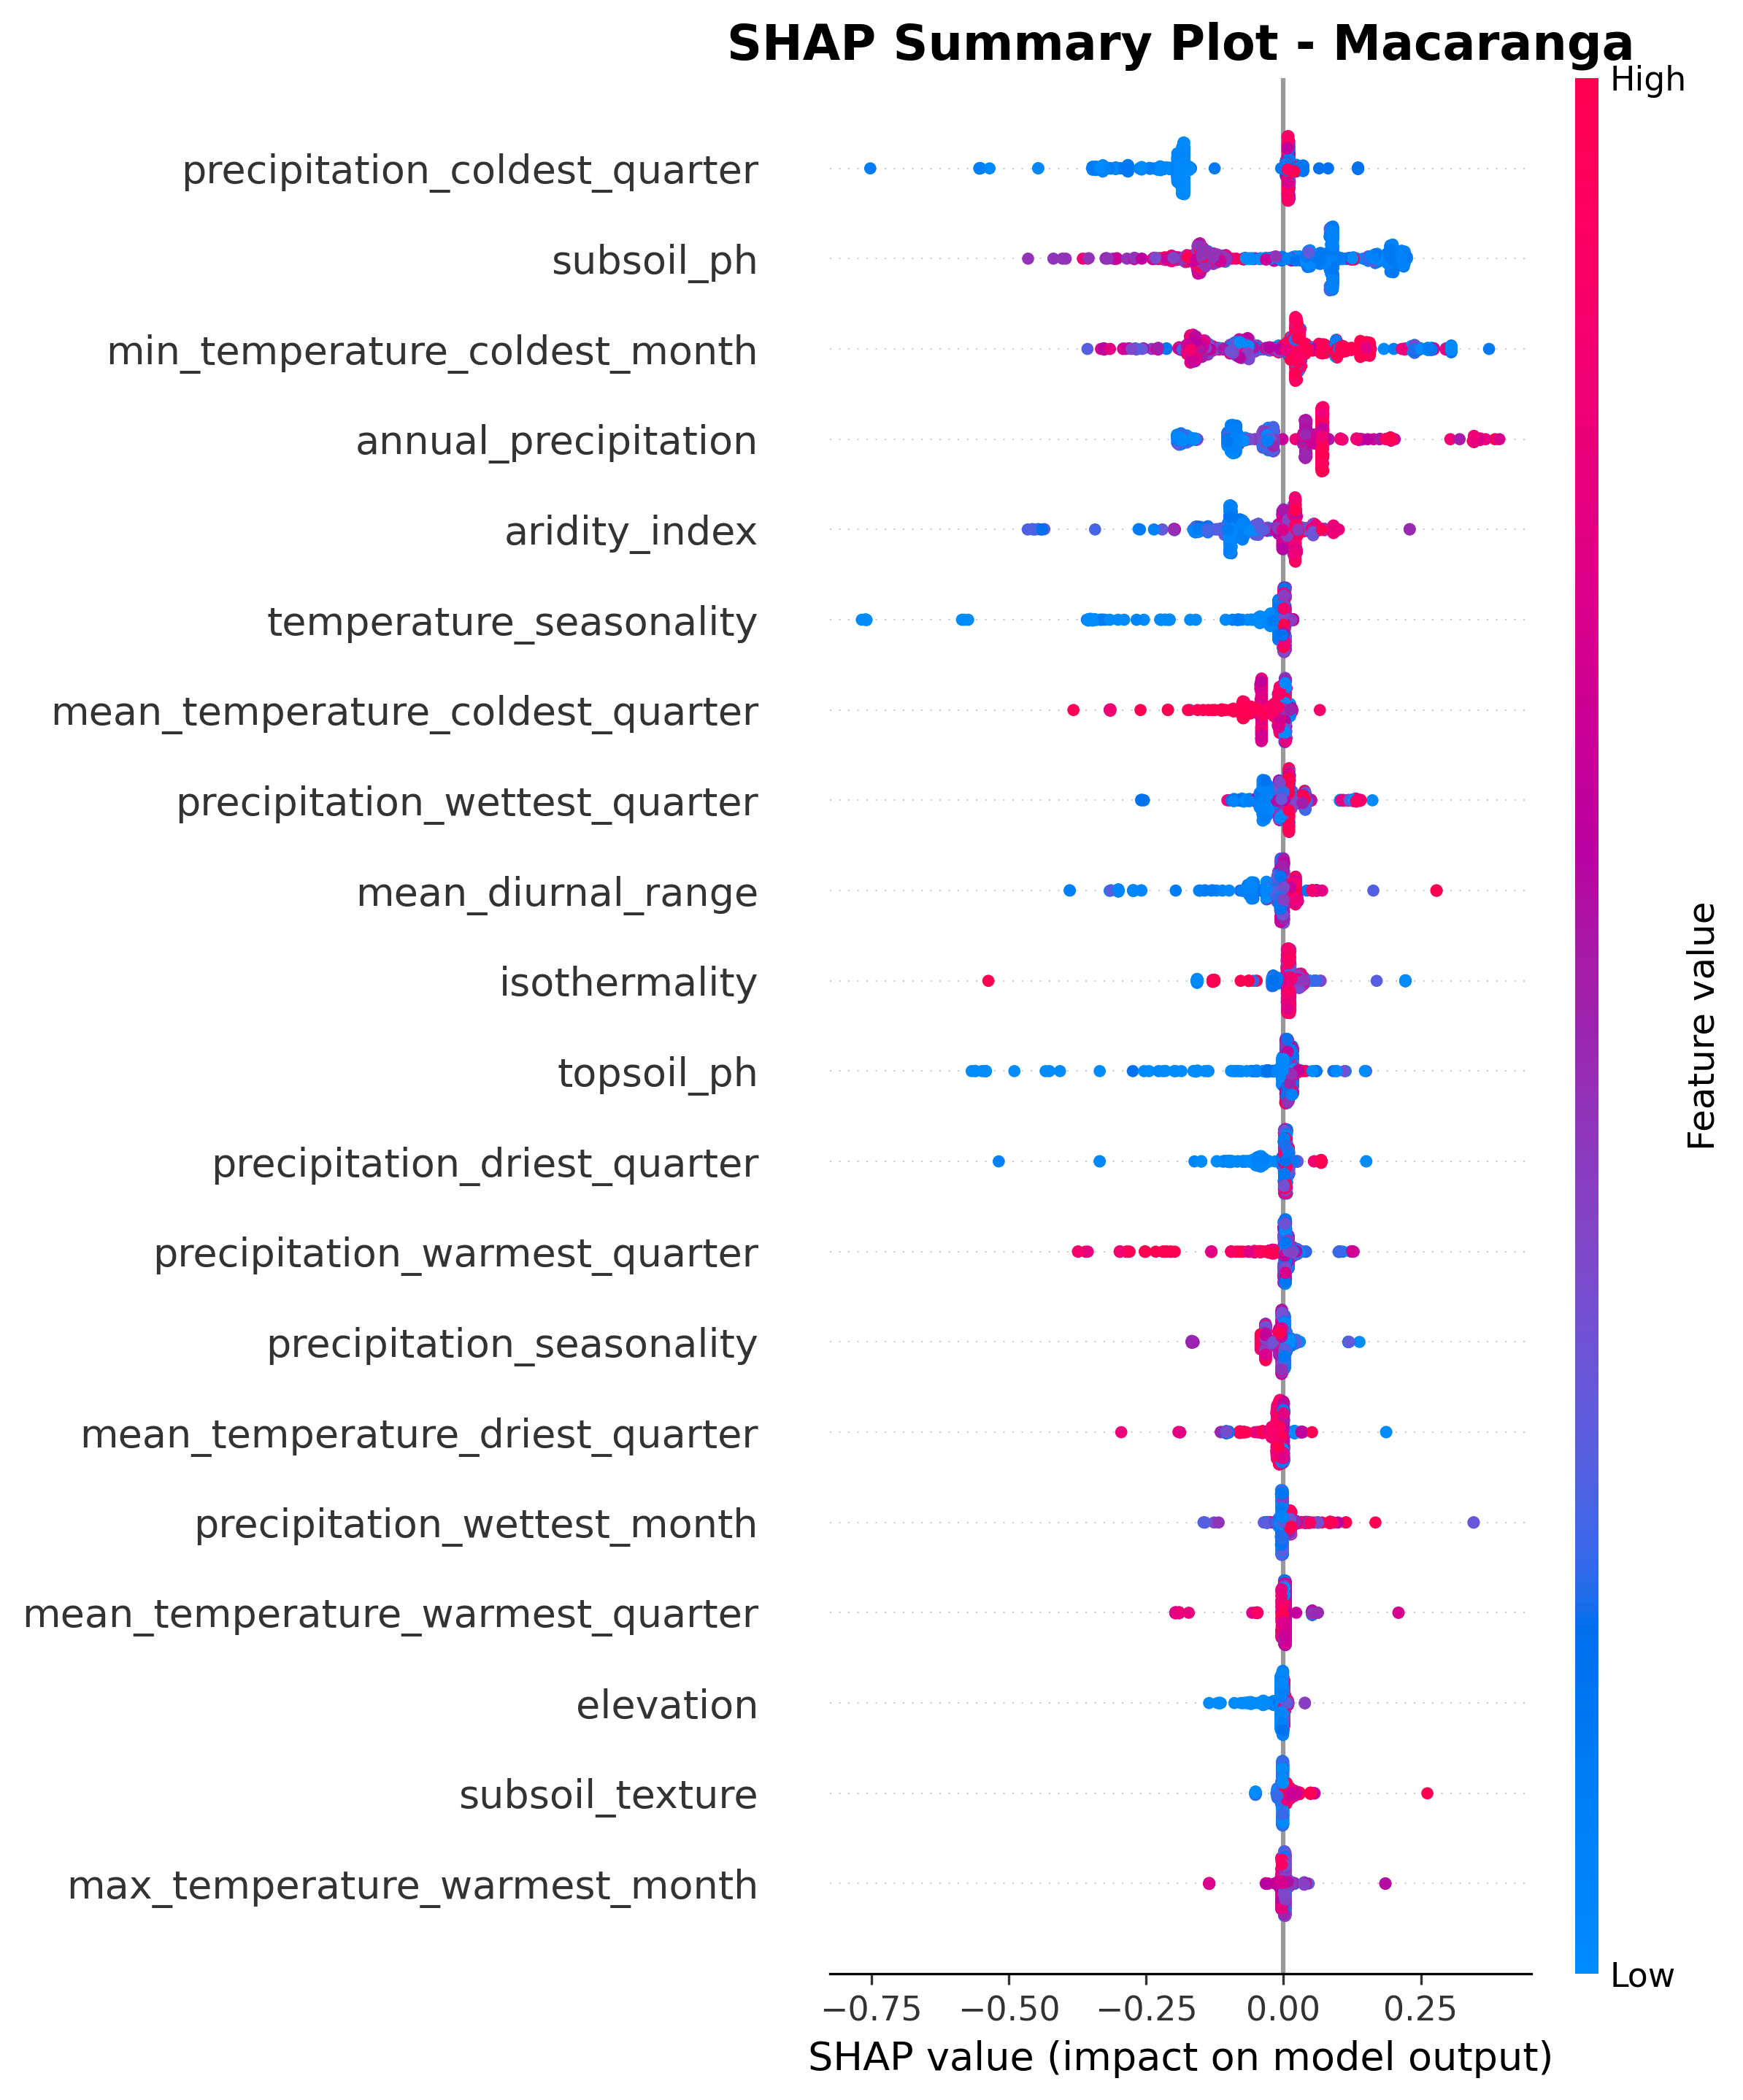 SHAP Summary Plot - Macaranga
High
precipitation_coldest_quarter
subsoil_ph
min_temperature_coldest_month
annual_precipitation
aridity_index
temperature_seasonality
mean_temperature_coldest_quarter
precipitation_wettest_quarter
mean_diurnal_range
isothermality
topsoil_ph
precipitation_driest_quarter
precipitation_warmest_quarter
precipitation_seasonality
mean_temperature_driest_quarter
precipitation_wettest_month
mean_temperature_warmest_quarter
elevation
subsoil_texture
max_temperature_warmest_month
Feature value
Low
−0.75 −0.50 −0.25 0.00 0.25
SHAP value (impact on model output)